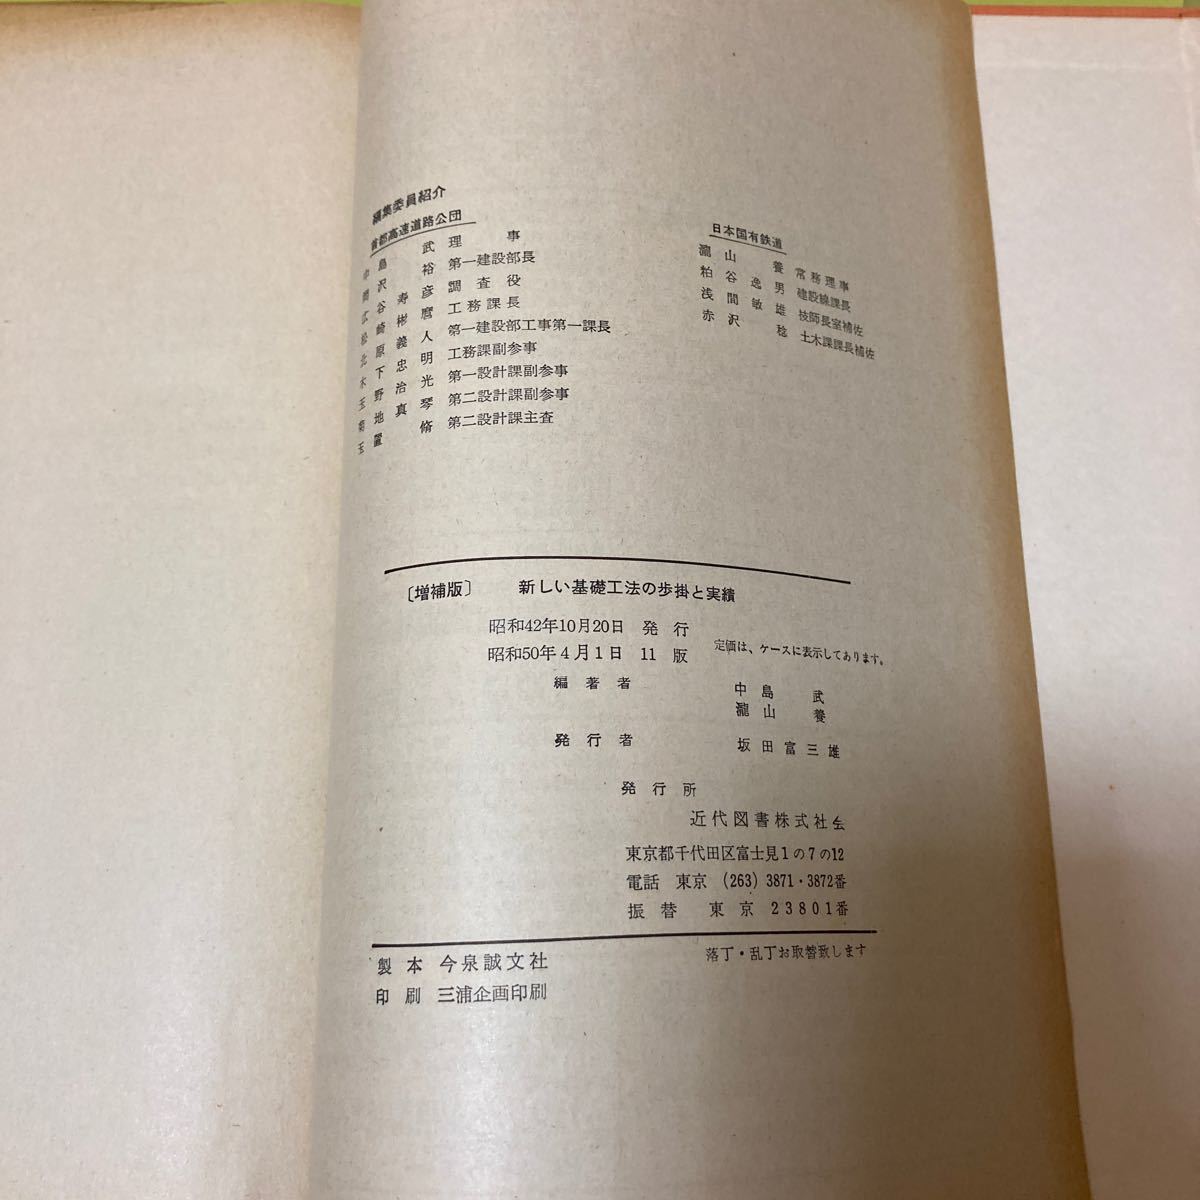 編集委員紹介
首都高速道路公団
中島 武 理事
沢 裕 第一建設部長
広谷寿彦 調査役
松崎彬麿 工務課長
北原義人 第一建設部工事第一課長
木下忠明 工務課副参事
玉野治光 第一設計課副参事
菊地真琴 第二設計課副参事
玉置 脩 第二設計課主査
日本国有鉄道
瀧山 養 常務理事
粕谷逸男 建設線課長
浅間敏雄 技師長室補佐
赤沢 稔 土木課課長補佐
〔増補版〕 新しい基礎工法の歩掛と実績
昭和42年10月20日 発行
昭和50年4月1日 11版 定価は、ケースに表示してあります。
編著者 中島 武
瀧山 養
発行者 坂田富三雄
発行所
近代図書株式社会
東京都千代田区富士見1の7の12
電話 東京 (263) 3871・3872番
振替 東京 23801番
製本 今泉誠文社 落丁・乱丁お取替致します
印刷 三浦企画印刷